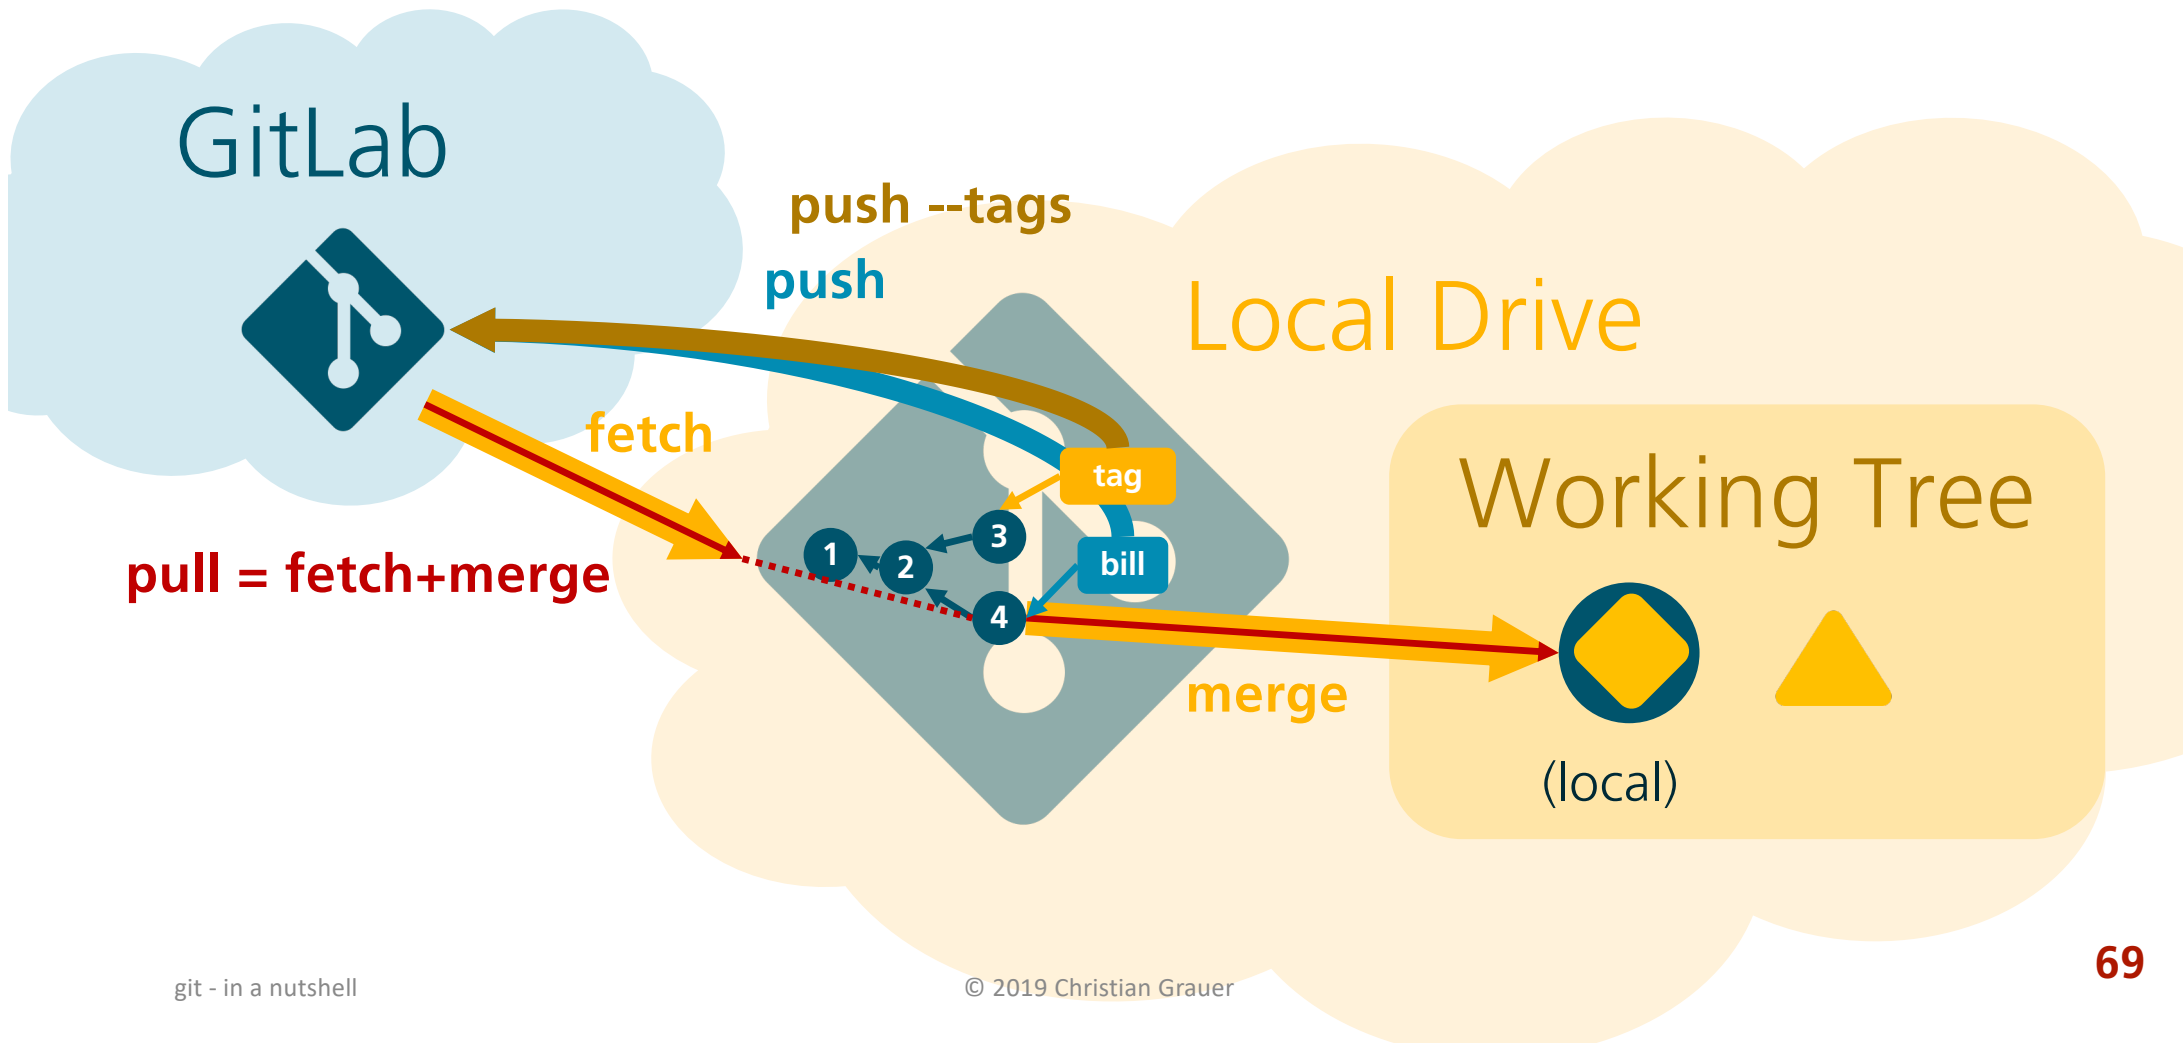 GitLab
push --tags
push
Local Drive
fetch
tag
Working Tree
3
1
2
bill
pull = fetch+merge
4
merge
(local)
69
git - in a nutshell
© 2019 Christian Grauer